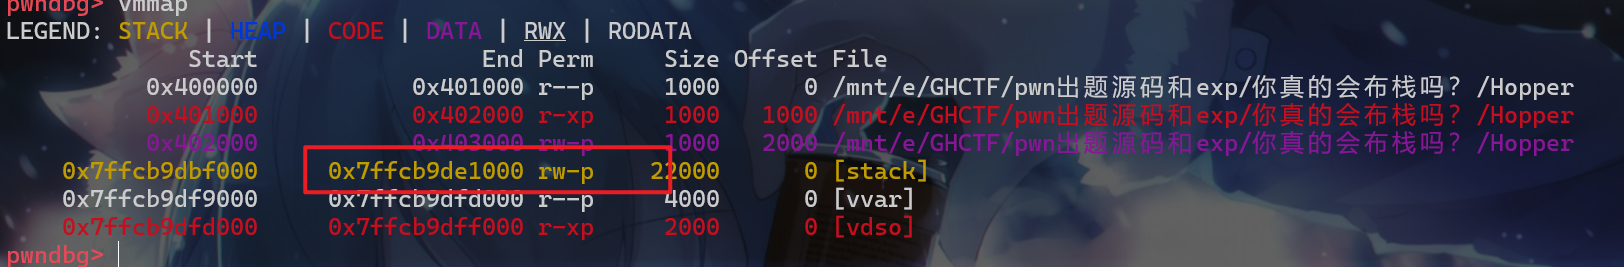 pwndbg> vmmap
LEGEND: STACK | HEAP | CODE | DATA | RWX | RODATA
Start End Perm Size Offset File
0x400000 0x401000 r--p 1000 0 /mnt/e/GHCTF/pwn出题源码和exp/你真的会布栈吗？/Hopper
0x401000 0x402000 r-xp 1000 1000 /mnt/e/GHCTF/pwn出题源码和exp/你真的会布栈吗？/Hopper
0x402000 0x403000 rw-p 1000 2000 /mnt/e/GHCTF/pwn出题源码和exp/你真的会布栈吗？/Hopper
0x7ffcb9dbf000 0x7ffcb9de1000 rw-p 22000 0 [stack]
0x7ffcb9df9000 0x7ffcb9dfd000 r--p 4000 0 [vvar]
0x7ffcb9dfd000 0x7ffcb9dff000 r-xp 2000 0 [vdso]
pwndbg>